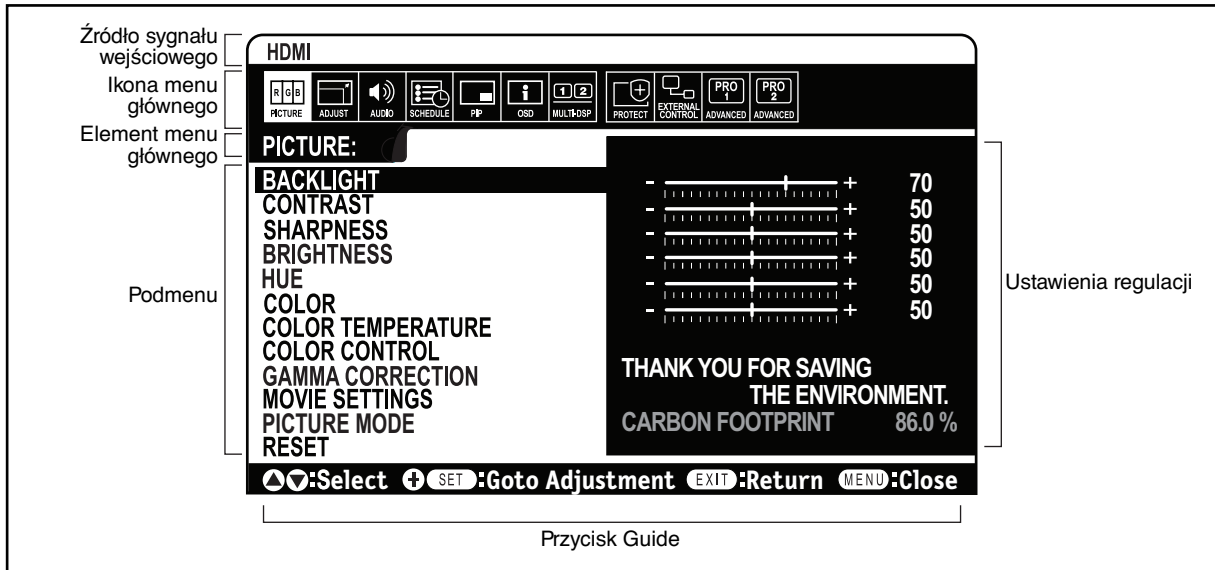 Źródło sygnału
wejściowego
HDMI
Ikona menu
głównego
R G B
PICTURE
ADJUST
AUDIO
SCHEDULE
PIP
i
OSD
1 2
MULTI-DSP
PROTECT
EXTERNAL
CONTROL
PRO
1
ADVANCED
PRO
2
ADVANCED
Element menu
głównego
PICTURE:
Podmenu
BACKLIGHT - + 70
CONTRAST - + 50
SHARPNESS - + 50
BRIGHTNESS - + 50
HUE - + 50
COLOR - + 50
COLOR TEMPERATURE
COLOR CONTROL
GAMMA CORRECTION
MOVIE SETTINGS
PICTURE MODE
RESET
THANK YOU FOR SAVING
THE ENVIRONMENT.
CARBON FOOTPRINT 86.0 %
Ustawienia regulacji
:Select + SET :Goto Adjustment EXIT :Return MENU :Close
Przycisk Guide